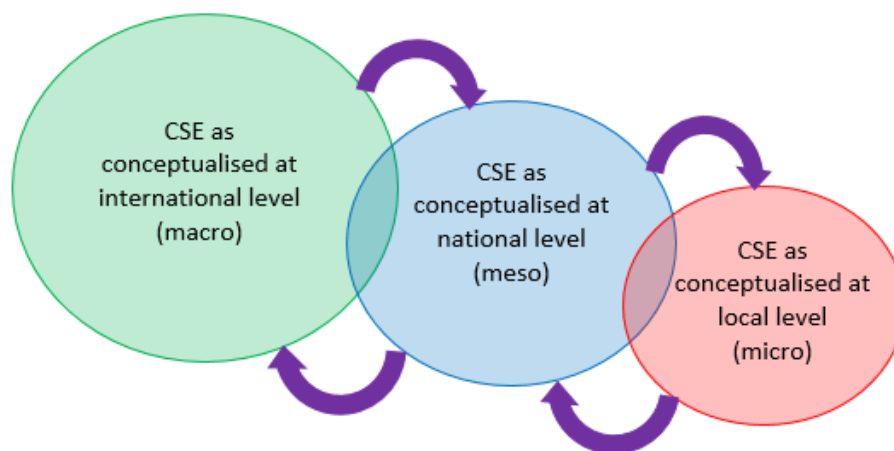 CSE as
conceptualised at
international level
(macro)
CSE as
conceptualised at
national level
(meso)
CSE as
conceptualised at
local level
(micro)